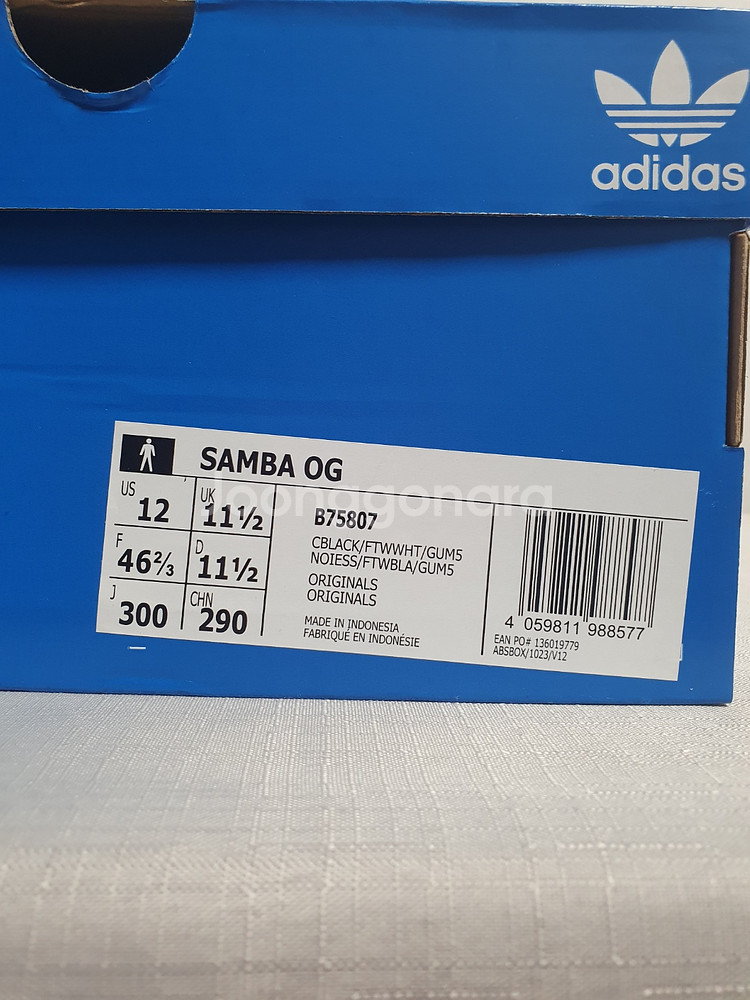 adidas
SAMBA OG
US 12 UK 11½
F 46⅔ D 11½
J 300 CHN 290
B75807
CBLACK/FTWWHT/GUM5
NOIESS/FTWBLA/GUM5
ORIGINALS
ORIGINALS
MADE IN INDONESIA
FABRIQUÉ EN INDONÉSIE
4 059811 988577
EAN PO# 136019779
ABSBOX/1023/V12
loonagonara